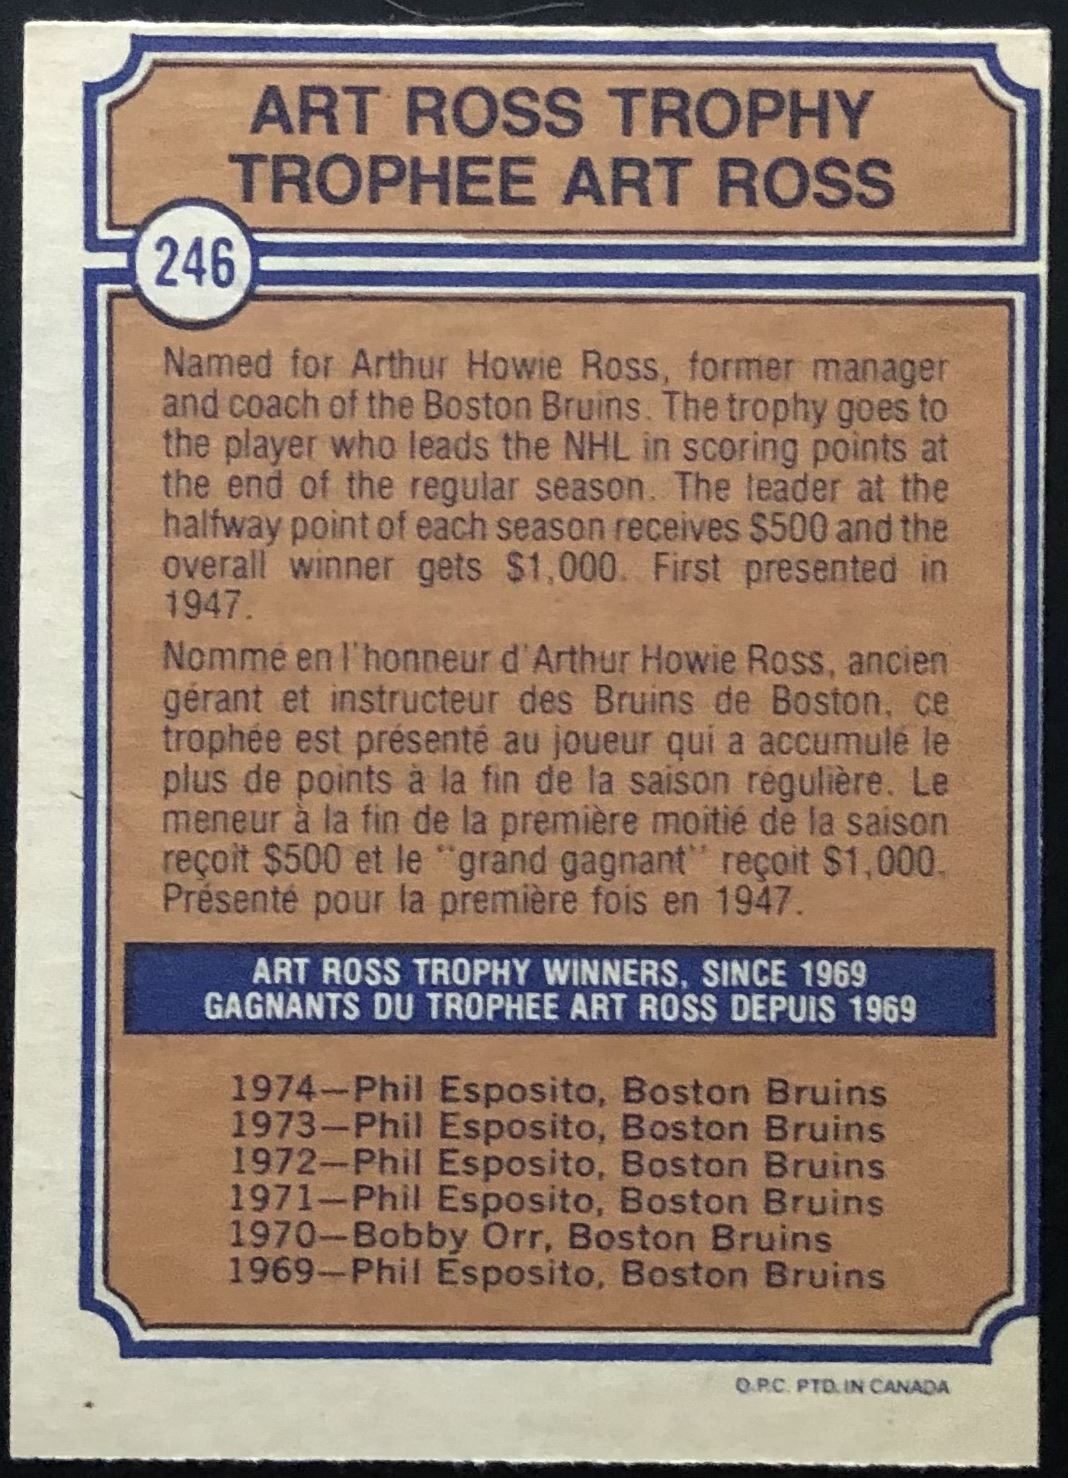 ART ROSS TROPHY
TROPHEE ART ROSS
246
Named for Arthur Howie Ross, former manager
and coach of the Boston Bruins. The trophy goes to
the player who leads the NHL in scoring points at
the end of the regular season. The leader at the
halfway point of each season receives $500 and the
overall winner gets $1,000. First presented in
1947.
Nommé en l'honneur d'Arthur Howie Ross, ancien
gérant et instructeur des Bruins de Boston, ce
trophée est présenté au joueur qui a accumulé le
plus de points à la fin de la saison régulière. Le
meneur à la fin de la première moitié de la saison
reçoit $500 et le "grand gagnant" reçoit $1,000.
Présenté pour la première fois en 1947.
ART ROSS TROPHY WINNERS, SINCE 1969
GAGNANTS DU TROPHEE ART ROSS DEPUIS 1969
1974—Phil Esposito, Boston Bruins
1973—Phil Esposito, Boston Bruins
1972—Phil Esposito, Boston Bruins
1971—Phil Esposito, Boston Bruins
1970—Bobby Orr, Boston Bruins
1969—Phil Esposito, Boston Bruins
O.P.C. PTD. IN CANADA